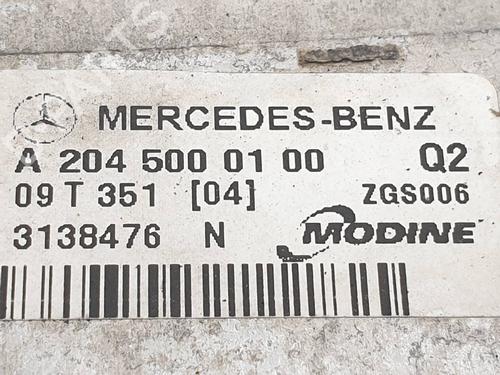 MERCEDES-BENZ
A 204 500 01 00 Q2
09 T 351 [04] ZGS006
3138476 N MODINE